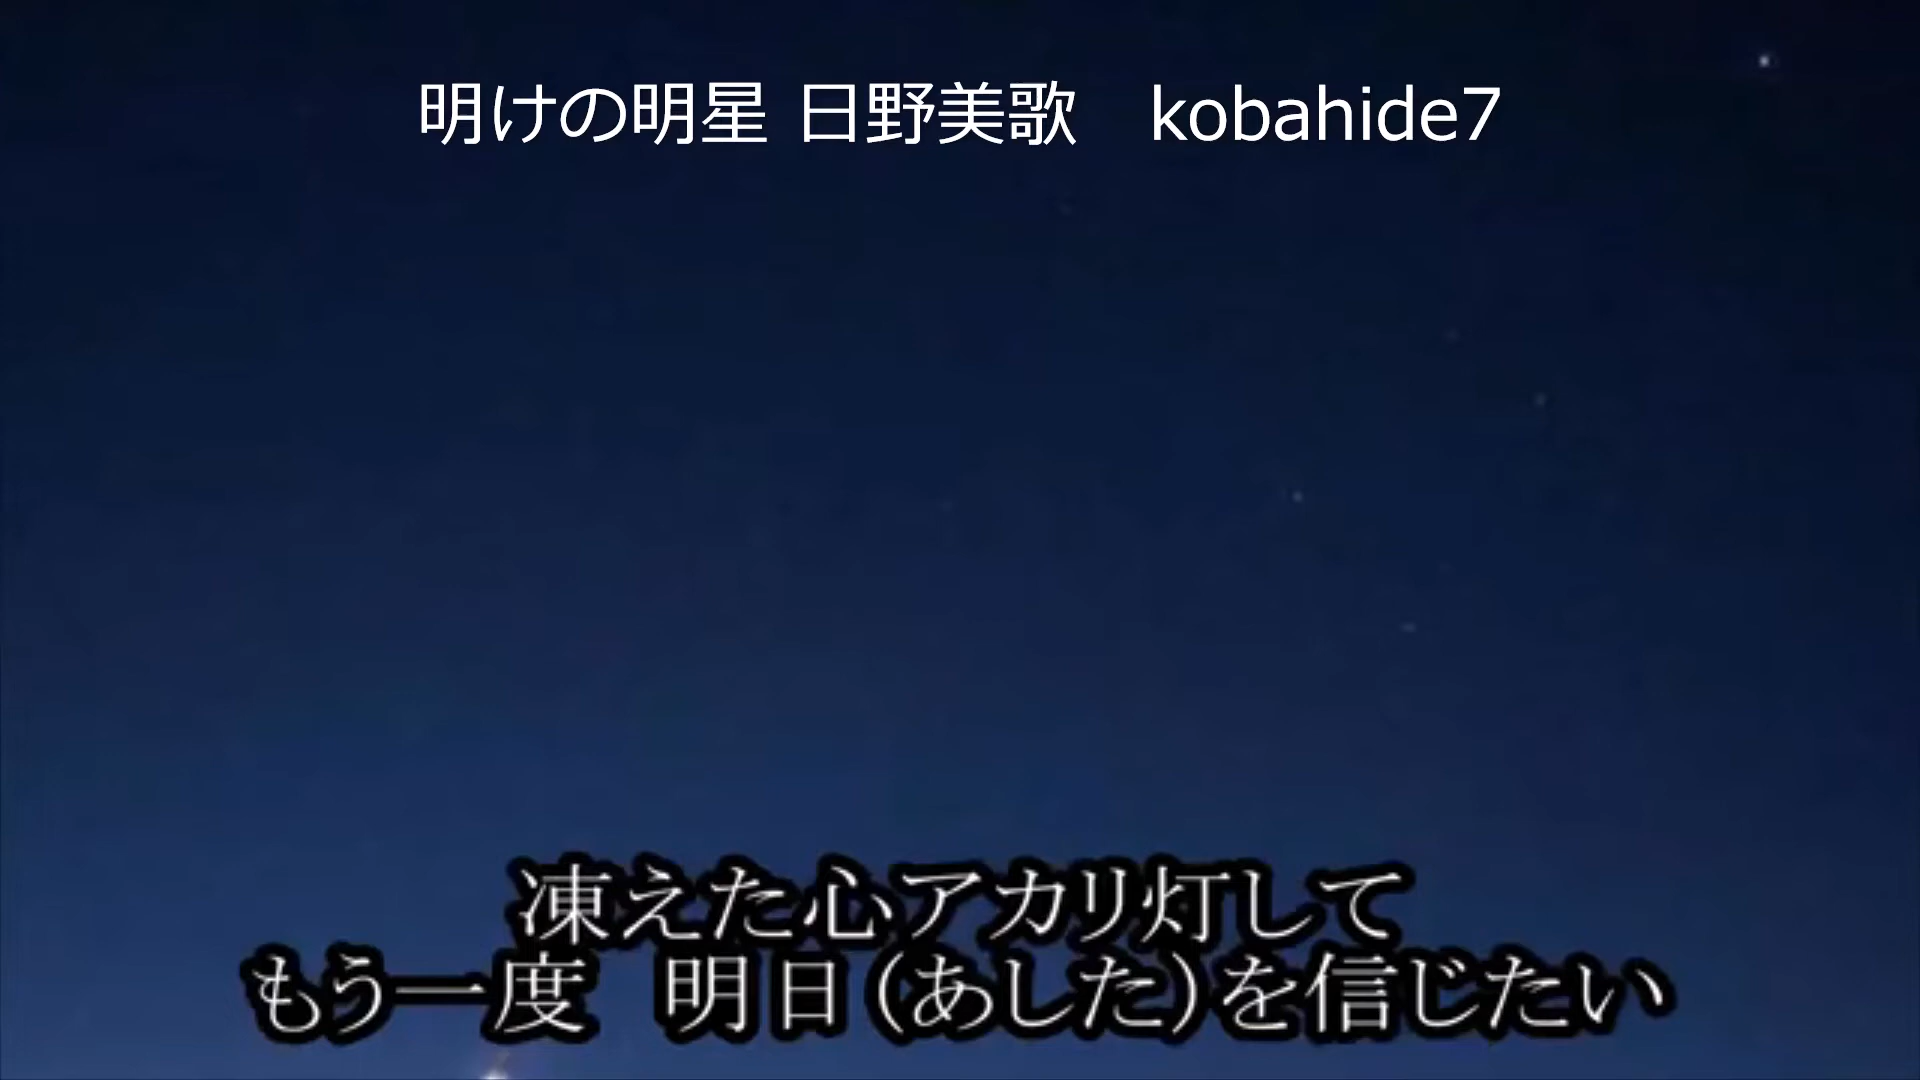 明けの明星 日野美歌　kobahide7
凍えた心アカリ灯して
もう一度　明日（あした）を信じたい